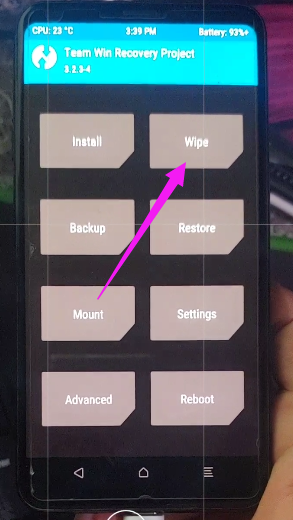 CPU: 23 °C 3:39 PM Battery: 93%+
Team Win Recovery Project
3.2.3-4
Install Wipe
Backup Restore
Mount Settings
Advanced Reboot